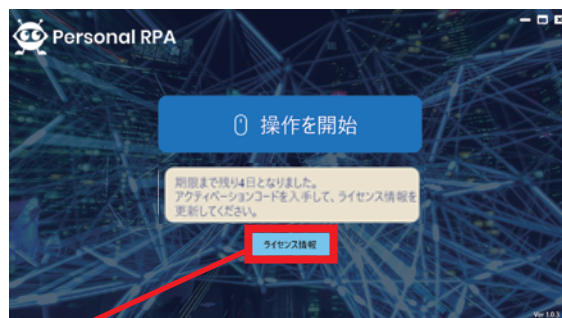 Personal RPA
操作を開始
期限まで残り4日となりました。
アクティベーションコードを入手して、ライセンス情報を
更新してください。
ライセンス情報
Ver 1.0.3